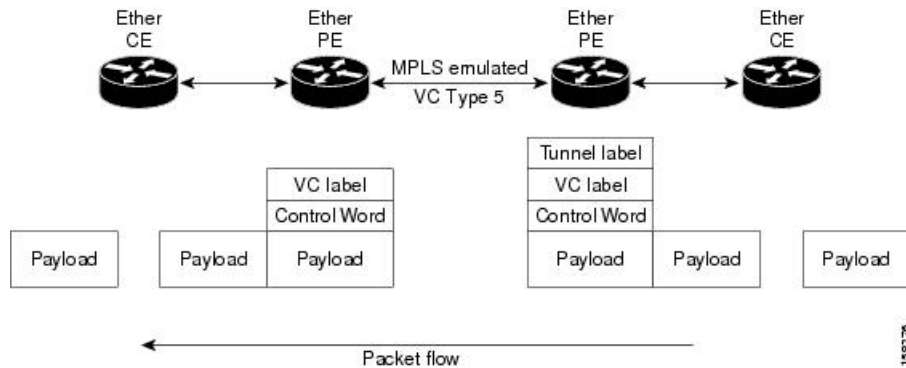 Ether
CE
Ether
PE
Ether
PE
Ether
CE
MPLS emulated
VC Type 5
Tunnel label
VC label
VC label
Control Word
Control Word
Payload
Payload
Payload
Payload
Payload
Payload
Packet flow